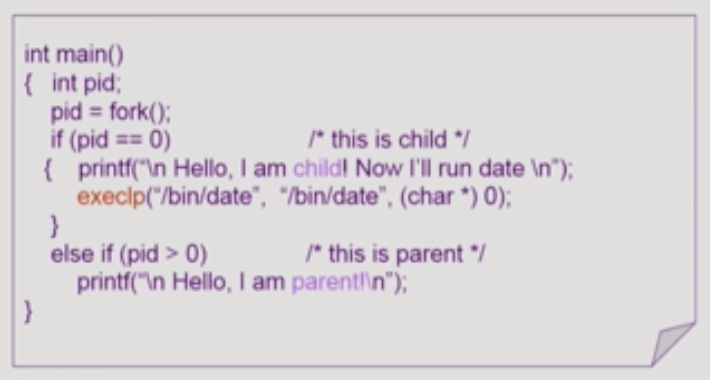 int main()
{ int pid;
pid = fork();
if (pid == 0) /* this is child */
{ printf("\n Hello, I am child! Now I'll run date \n");
execlp("/bin/date", "/bin/date", (char *) 0);
}
else if (pid > 0) /* this is parent */
printf("\n Hello, I am parent!\n");
}